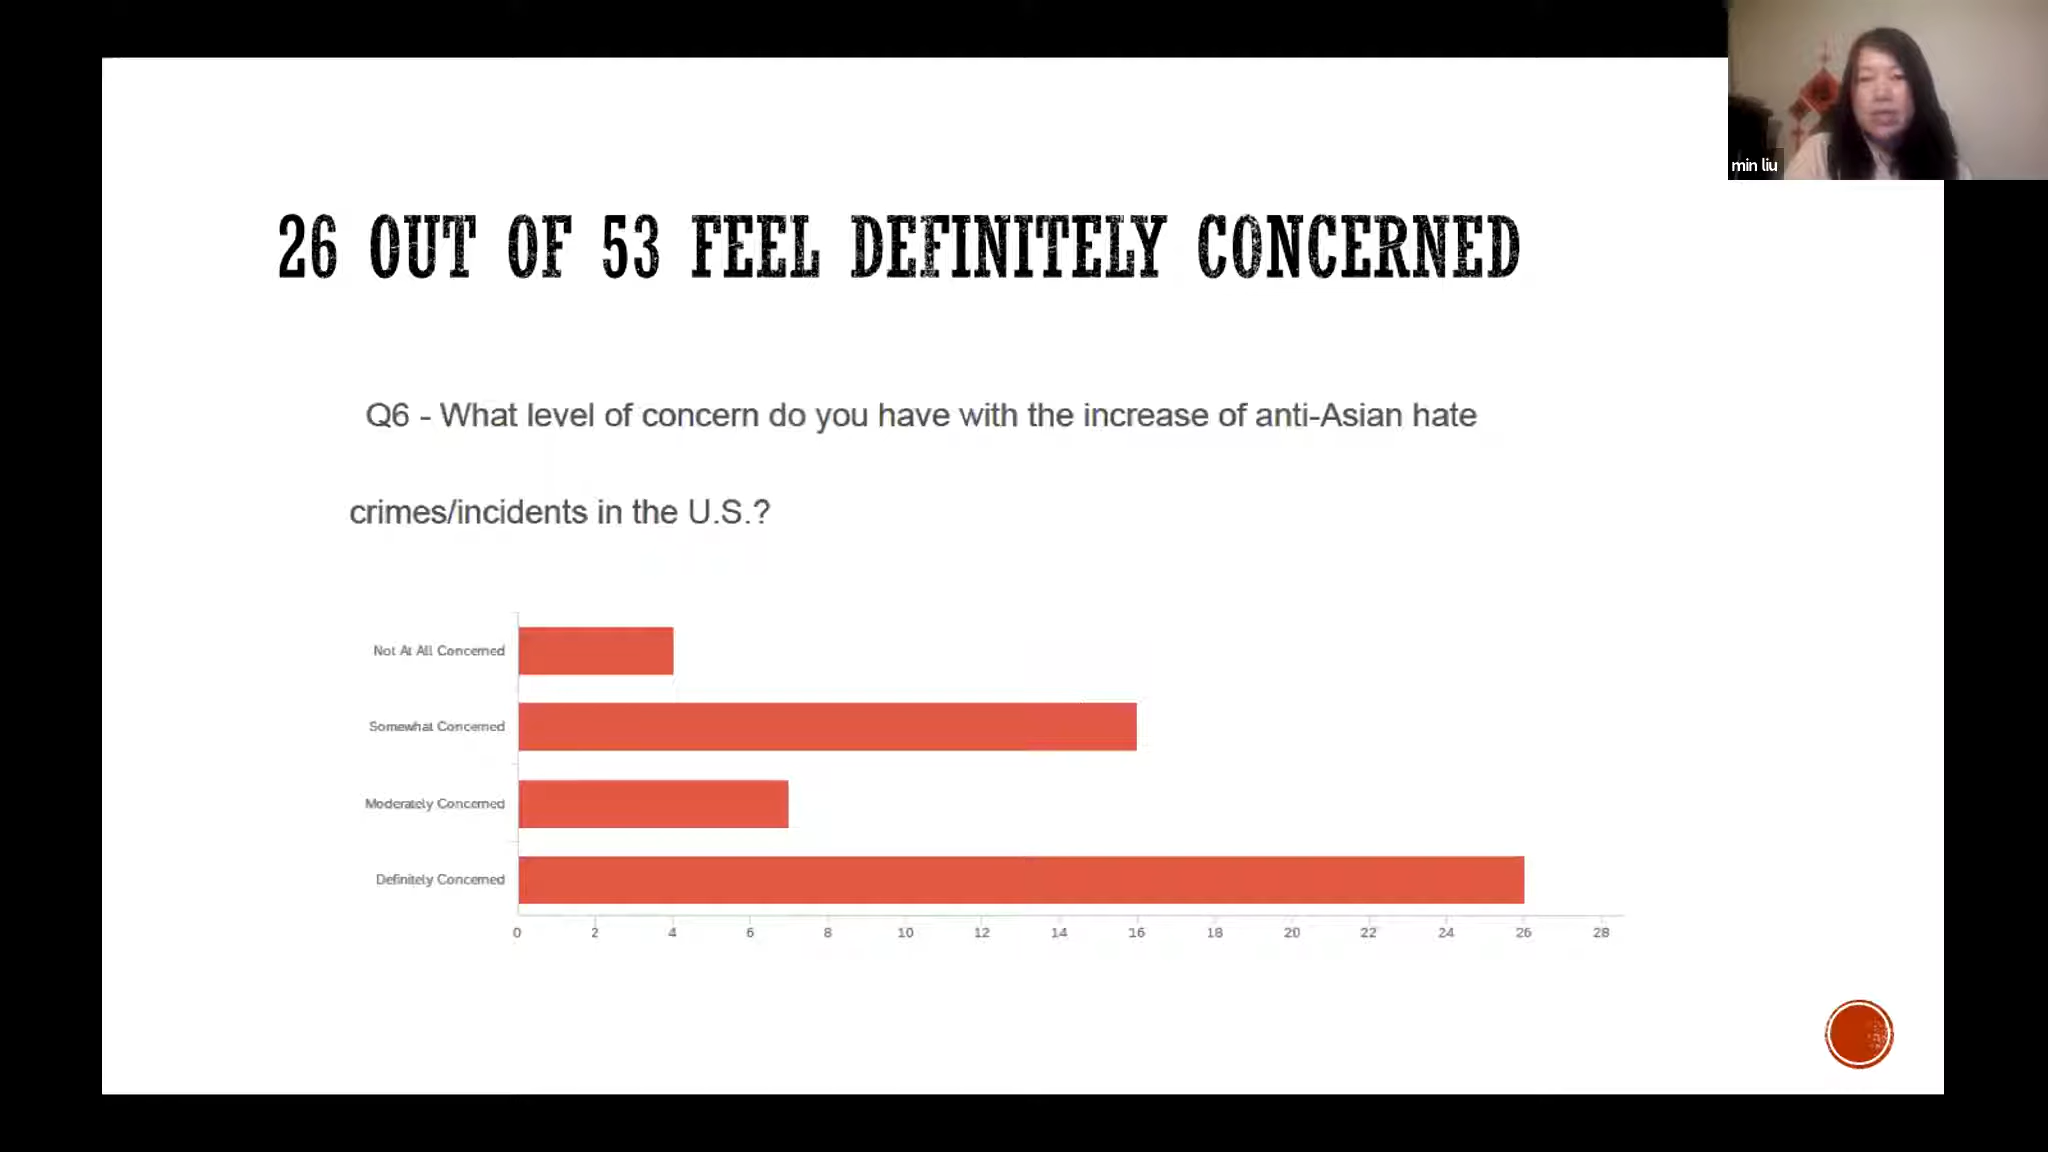 min liu
26 OUT OF 53 FEEL DEFINITELY CONCERNED
Q6 - What level of concern do you have with the increase of anti-Asian hate
crimes/incidents in the U.S.?
Not At All Concerned
Somewhat Concerned
Moderately Concerned
Definitely Concerned
0 2 4 6 8 10 12 14 16 18 20 22 24 26 28